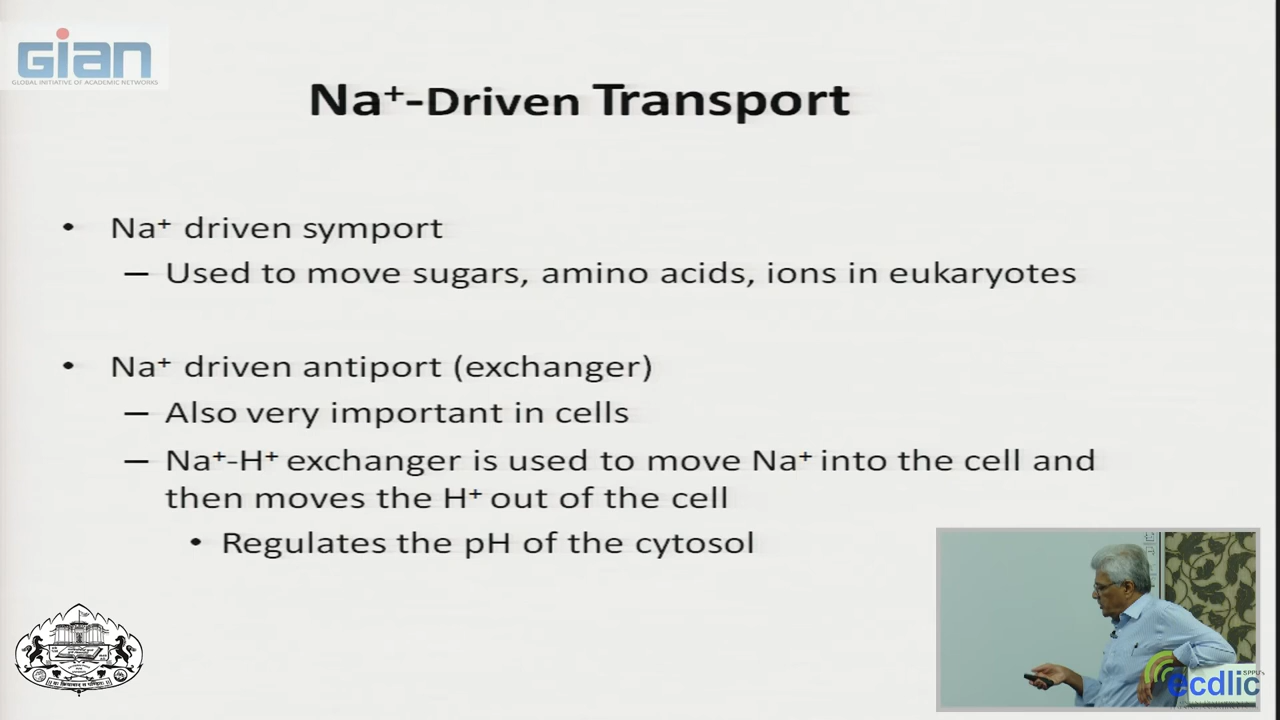 GIAN
GLOBAL INITIATIVE OF ACADEMIC NETWORKS
Na⁺-Driven Transport
• Na⁺ driven symport
– Used to move sugars, amino acids, ions in eukaryotes
• Na⁺ driven antiport (exchanger)
– Also very important in cells
– Na⁺-H⁺ exchanger is used to move Na⁺ into the cell and
then moves the H⁺ out of the cell
• Regulates the pH of the cytosol
SPPU's
ecdlic